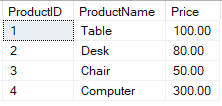 ProductID ProductName Price
1 Table 100.00
2 Desk 80.00
3 Chair 50.00
4 Computer 300.00